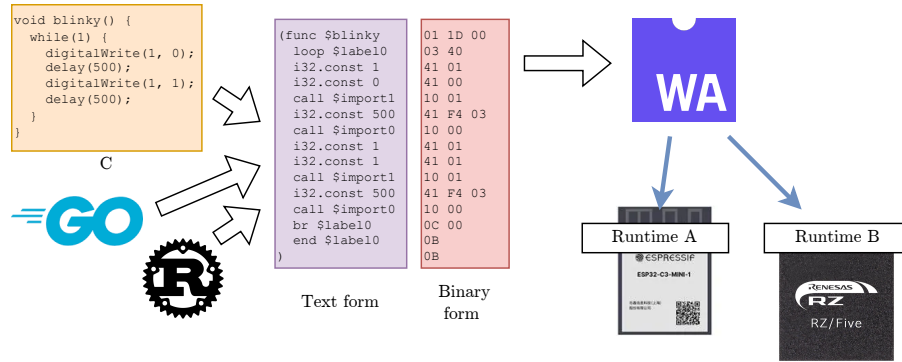 void blinky() {
while(1) {
digitalWrite(1, 0);
delay(500);
digitalWrite(1, 1);
delay(500);
}
}
C
GO
R
(func $blinky
loop $label0
i32.const 1
i32.const 0
call $import1
i32.const 500
call $import0
i32.const 1
i32.const 1
call $import1
i32.const 500
call $import0
br $label0
end $label0
)
Text form
01 1D 00
03 40
41 01
41 00
10 01
41 F4 03
10 00
41 01
41 01
10 01
41 F4 03
10 00
0C 00
0B
0B
Binary
form
WA
Runtime A
ESPRESSIF
ESP32-C3-MINI-1
Runtime B
RENESAS
RZ
RZ/Five